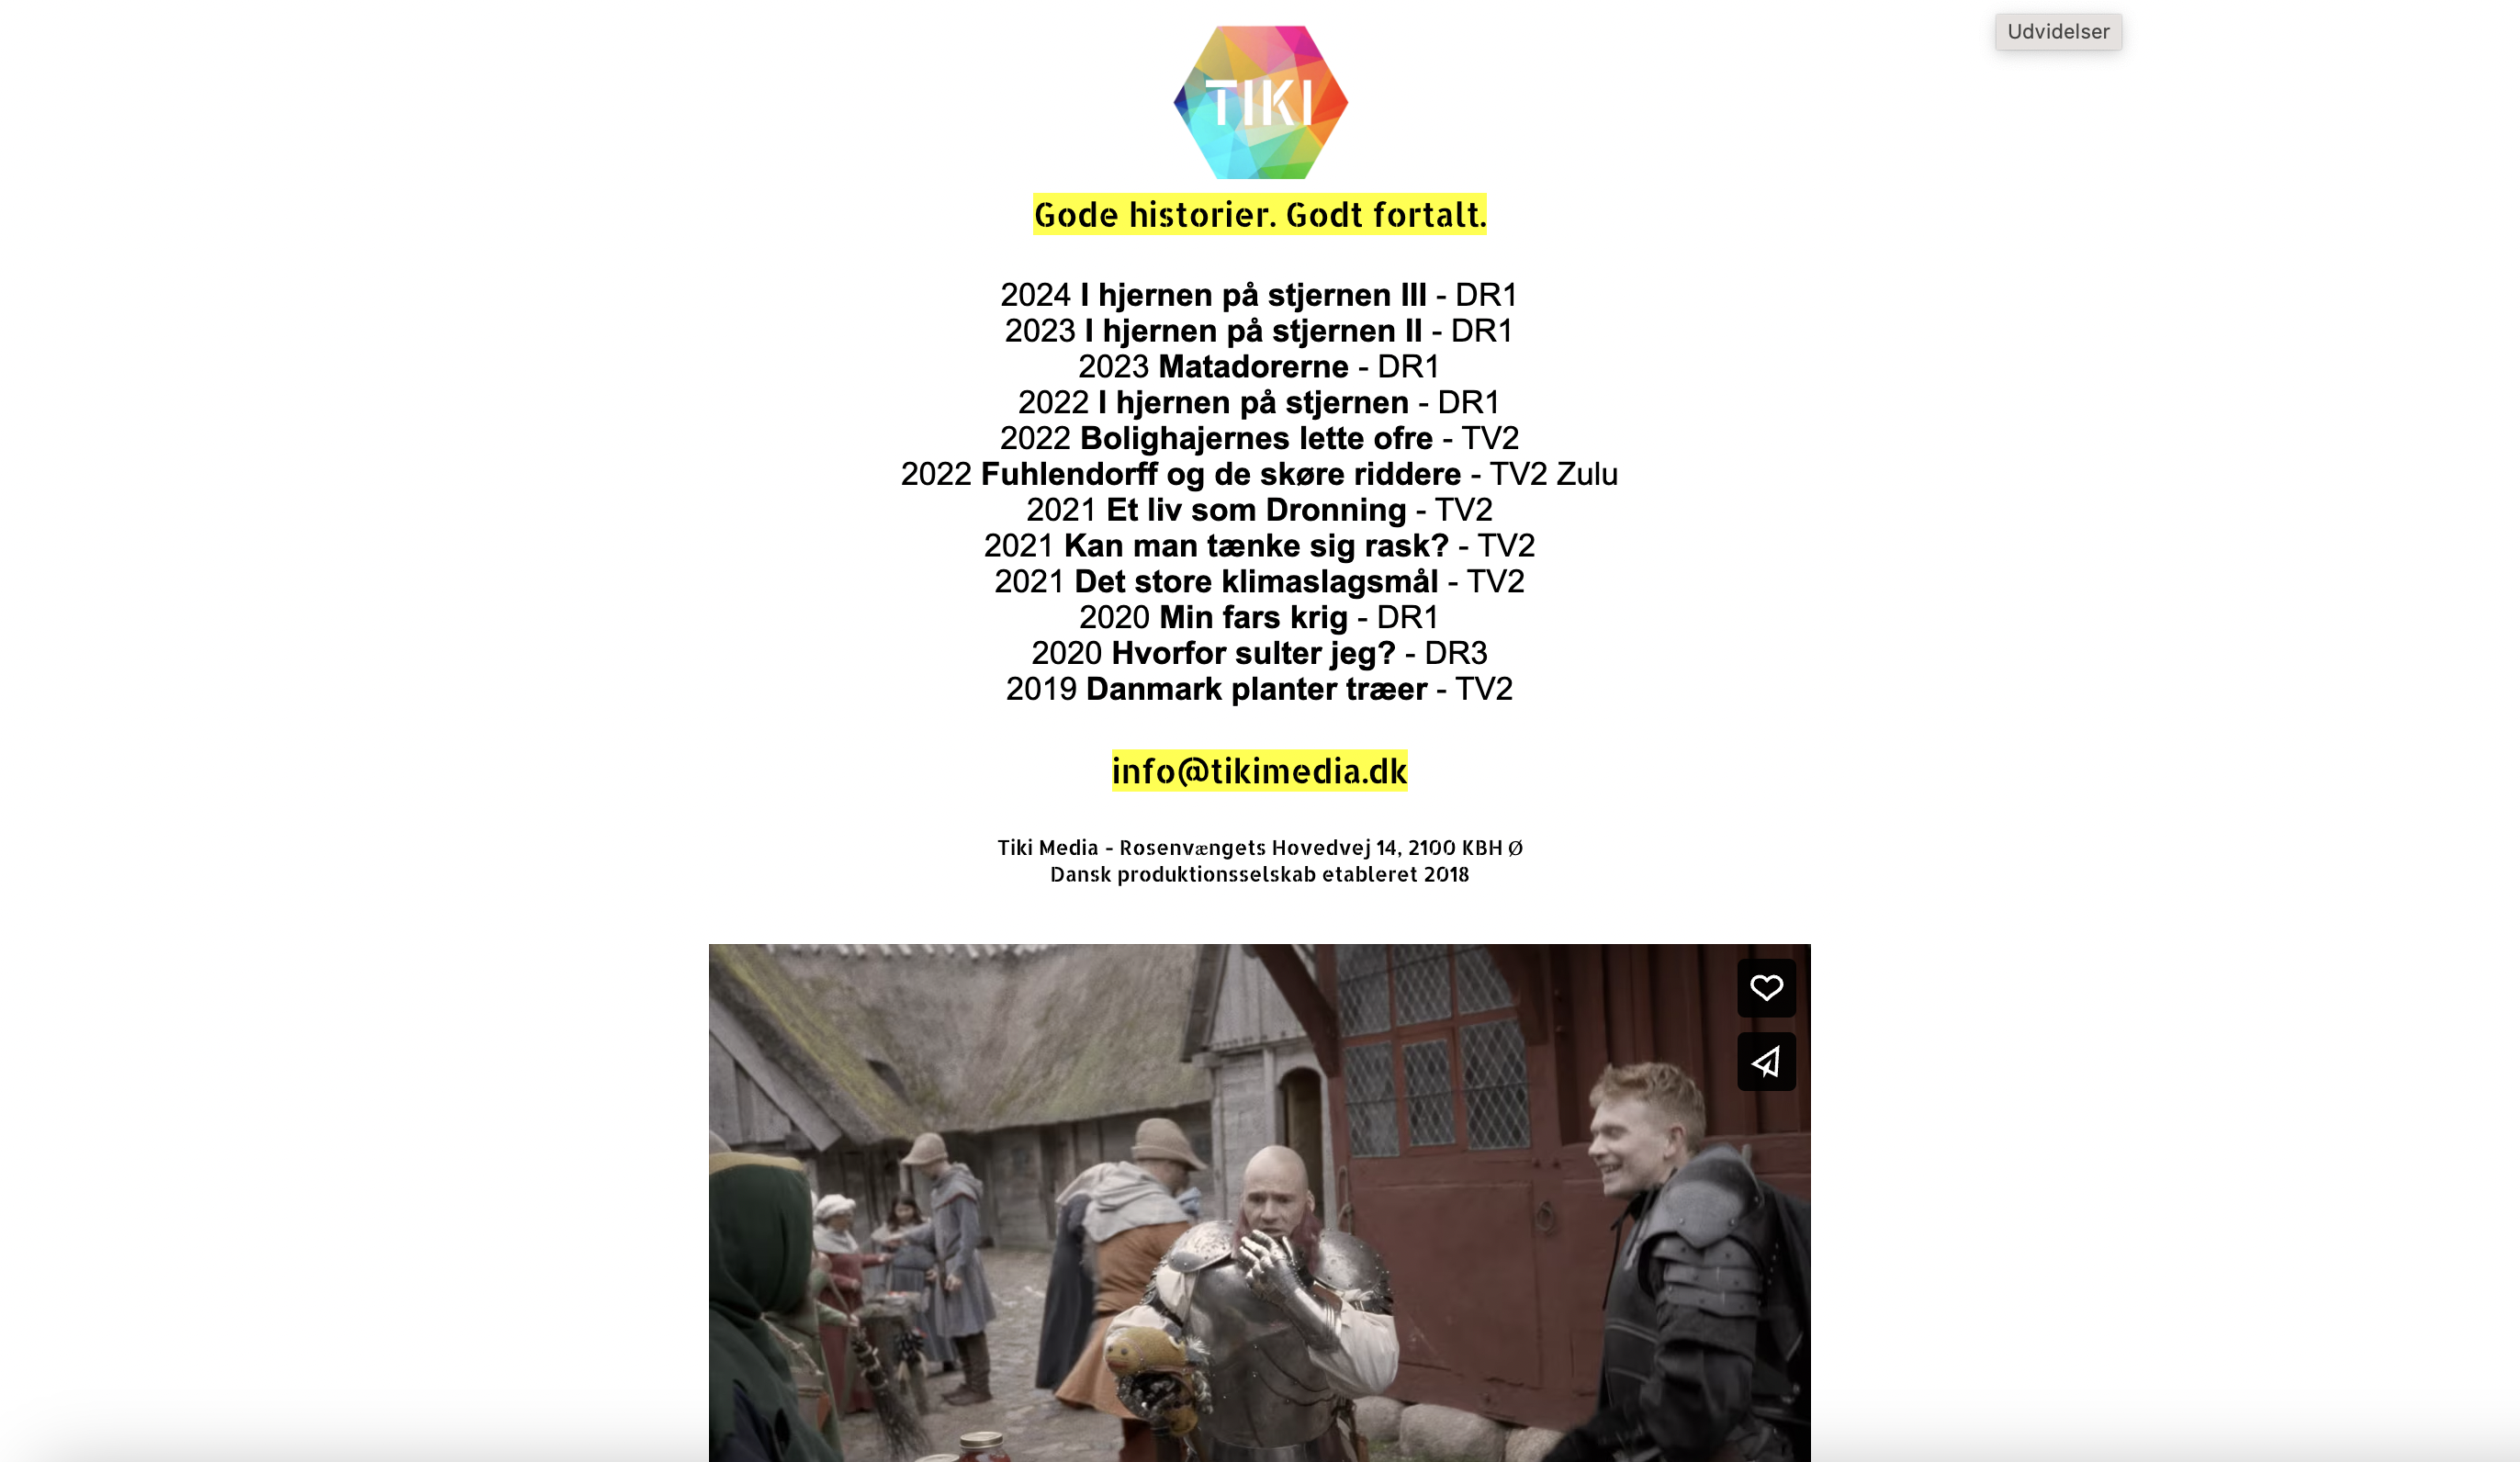 Udvidelser
TIKI
Gode historier. Godt fortalt.
2024 I hjernen på stjernen III - DR1
2023 I hjernen på stjernen II - DR1
2023 Matadorerne - DR1
2022 I hjernen på stjernen - DR1
2022 Bolighajernes lette ofre - TV2
2022 Fuhlendorff og de skøre riddere - TV2 Zulu
2021 Et liv som Dronning - TV2
2021 Kan man tænke sig rask? - TV2
2021 Det store klimaslagsmål - TV2
2020 Min fars krig - DR1
2020 Hvorfor sulter jeg? - DR3
2019 Danmark planter træer - TV2
info@tikimedia.dk
Tiki Media - Rosenvængets Hovedvej 14, 2100 KBH Ø
Dansk produktionsselskab etableret 2018